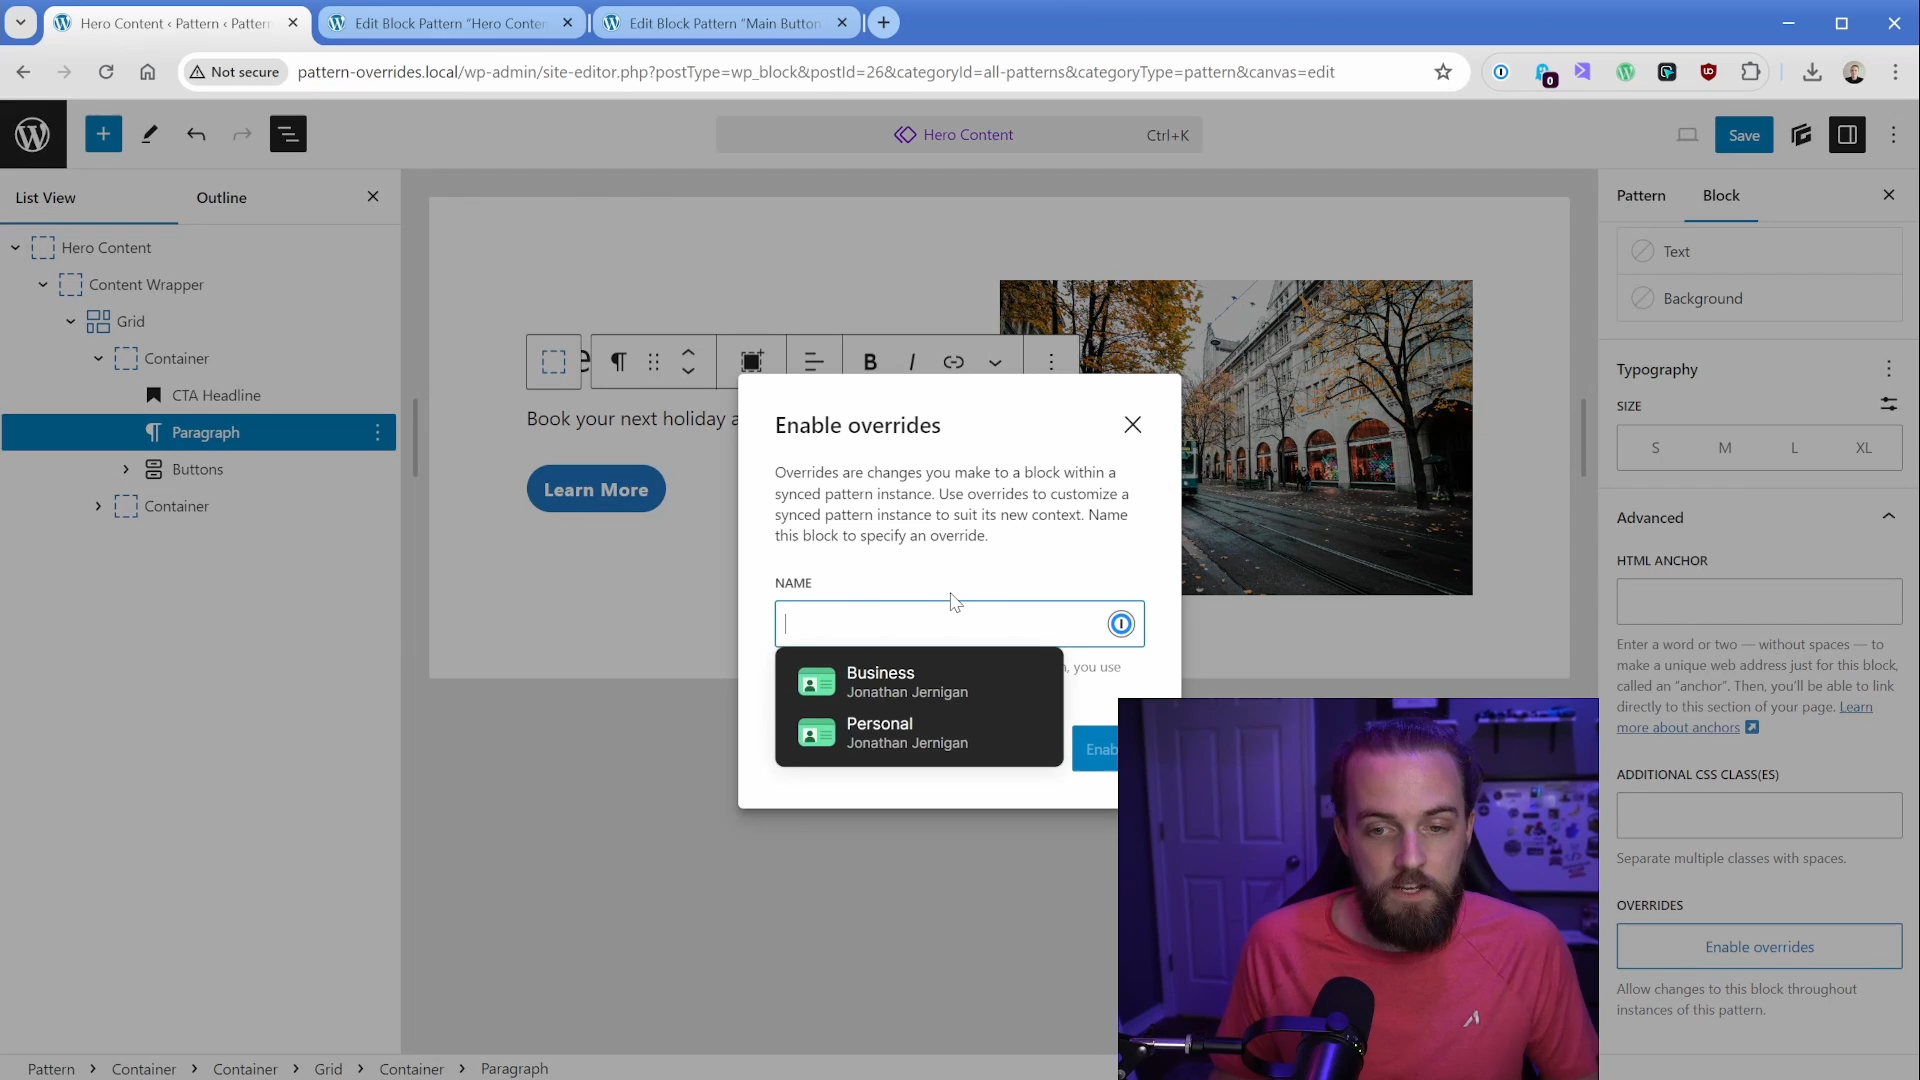 Hero Content ‹ Pattern ‹ Pattern
Edit Block Pattern “Hero Conten
Edit Block Pattern “Main Button
Not secure
pattern-overrides.local/wp-admin/site-editor.php?postType=wp_block&postId=26&categoryId=all-patterns&categoryType=pattern&canvas=edit
0
Hero Content
Ctrl+K
Save
List View
Outline
Pattern
Block
Hero Content
Content Wrapper
Grid
Container
CTA Headline
Paragraph
Buttons
Container
Book your next holiday a
Learn More
B I
Enable overrides
Overrides are changes you make to a block within a
synced pattern instance. Use overrides to customize a
synced pattern instance to suit its new context. Name
this block to specify an override.
NAME
Business
Jonathan Jernigan
Personal
Jonathan Jernigan
, you use
Enab
Text
Background
Typography
SIZE
S M L XL
Advanced
HTML ANCHOR
Enter a word or two — without spaces — to
make a unique web address just for this block,
called an “anchor”. Then, you’ll be able to link
directly to this section of your page. Learn
more about anchors
ADDITIONAL CSS CLASS(ES)
Separate multiple classes with spaces.
OVERRIDES
Enable overrides
Allow changes to this block throughout
instances of this pattern.
Pattern > Container > Container > Grid > Container > Paragraph